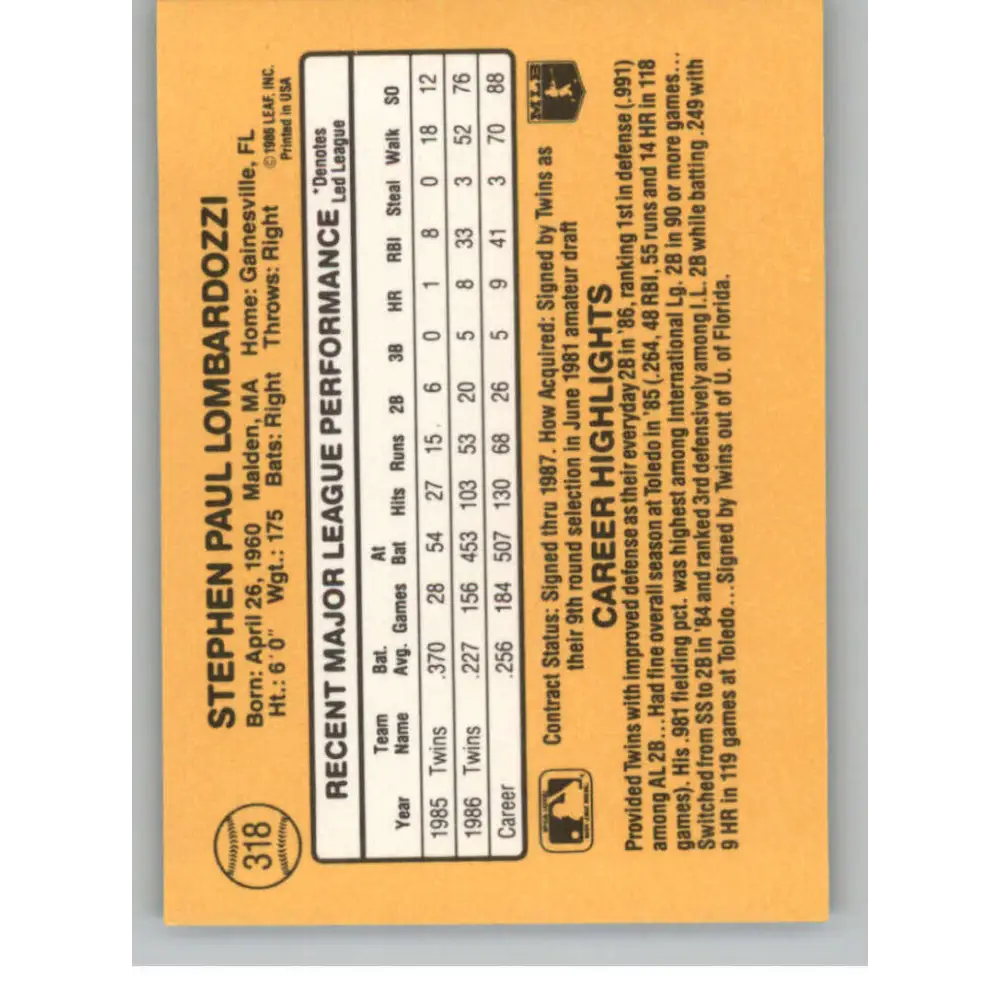 318
STEPHEN PAUL LOMBARDOZZI
Born: April 26, 1960 Malden, MA Home: Gainesville, FL
Ht.: 6'0" Wgt.: 175 Bats: Right Throws: Right
© 1986 LEAF, INC.
Printed in USA
RECENT MAJOR LEAGUE PERFORMANCE *Denotes Led League
Year Team Name Bat. Avg. Games At Bat Hits Runs 2B 3B HR RBI Steal Walk SO
1985 Twins .370 28 54 27 15 6 0 1 8 0 18 12
1986 Twins .227 156 453 103 53 20 5 8 33 3 52 76
Career .256 184 507 130 68 26 5 9 41 3 70 88
Contract Status: Signed thru 1987. How Acquired: Signed by Twins as
their 9th round selection in June 1981 amateur draft
MLB
CAREER HIGHLIGHTS
Provided Twins with improved defense as their everyday 2B in '86, ranking 1st in defense (.991)
among AL 2B...Had fine overall season at Toledo in '85 (.264, 48 RBI, 55 runs and 14 HR in 118
games). His .981 fielding pct. was highest among International Lg. 2B in 90 or more games...
Switched from SS to 2B in '84 and ranked 3rd defensively among I.L. 2B while batting .249 with
9 HR in 119 games at Toledo...Signed by Twins out of U. of Florida.